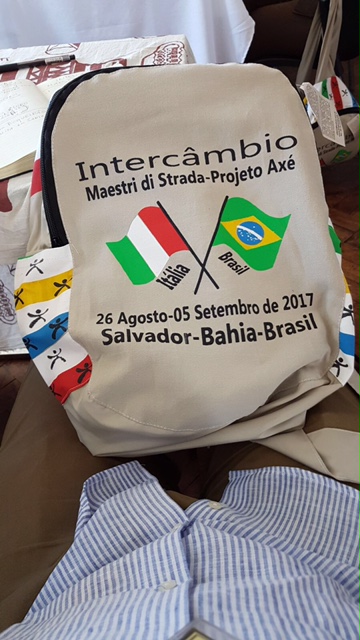 Intercâmbio
Maestri di Strada-Projeto Axé
Itália
Brasil
26 Agosto-05 Setembro de 2017
Salvador-Bahia-Brasil